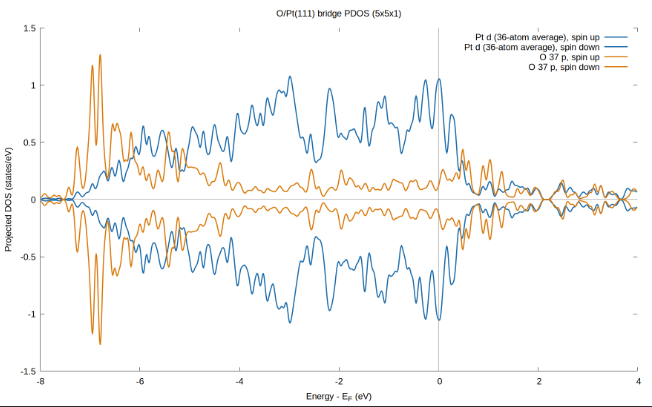 O/Pt(111) bridge PDOS (5x5x1)
Pt d (36-atom average), spin up
Pt d (36-atom average), spin down
O 37 p, spin up
O 37 p, spin down
1.5
1
0.5
0
-0.5
-1
-1.5
Projected DOS (states/eV)
-8 -6 -4 -2 0 2 4
Energy - EF (eV)